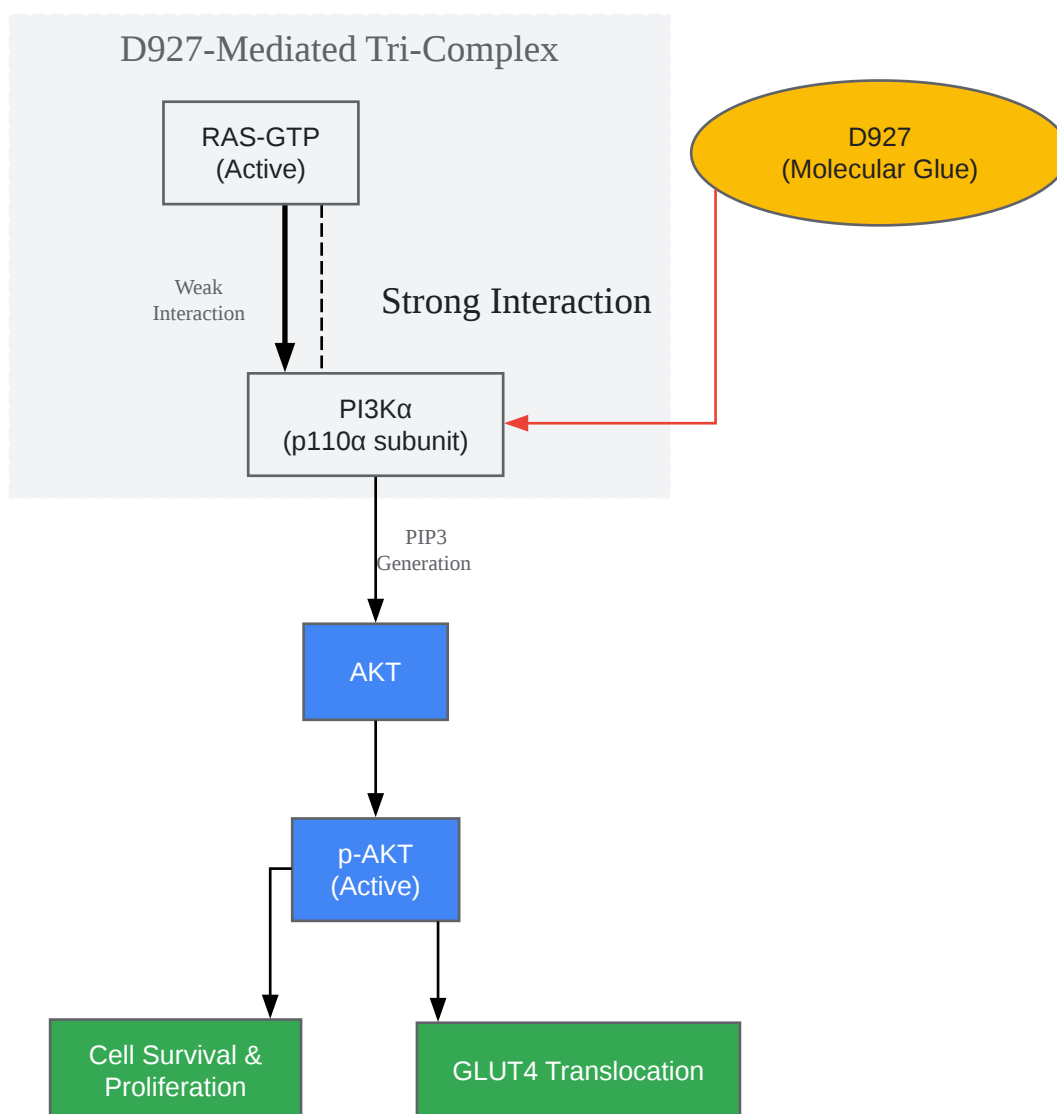 D927-Mediated Tri-Complex
RAS-GTP
(Active)
D927
(Molecular Glue)
Weak
Interaction
Strong Interaction
PI3Kα
(p110α subunit)
PIP3
Generation
AKT
p-AKT
(Active)
Cell Survival &
Proliferation
GLUT4 Translocation